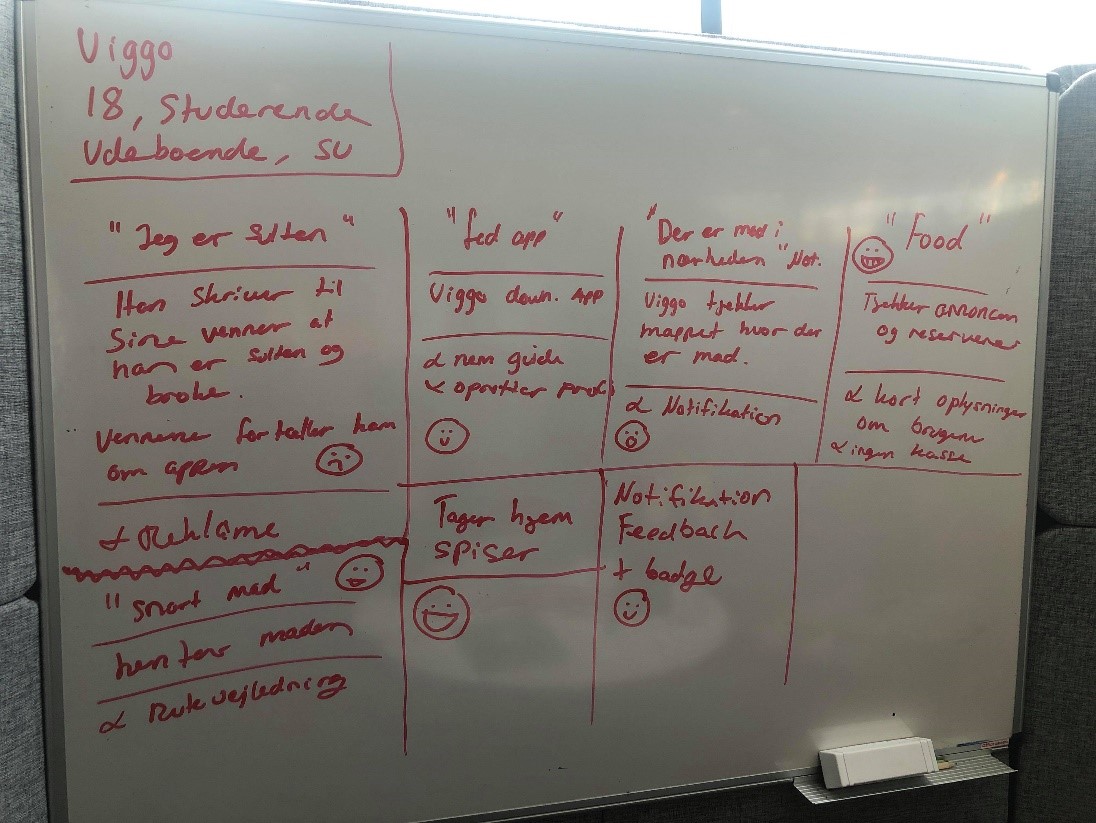 Viggo
18, Studerende
Udeboende, SU
"Jeg er sulten"
Han skriver til
sine venner at
han er sulten og
broke.
Vennerne fortæller ham
om appen
+ Reklame
"fed app"
Viggo down. App
+ nem guide
+ opretter prof.
"Der er mad i
nærheden" Not.
Viggo tjekker
mappet hvor der
er mad.
+ Notifikation
"Food"
Tjekker annoncen
og reserverer
+ kort oplysninger
om brugeren
+ ingen kasse
"snart mad"
henter maden
+ Rutevejledning
Tager hjem
spiser
Notifikation
Feedback
+ badge